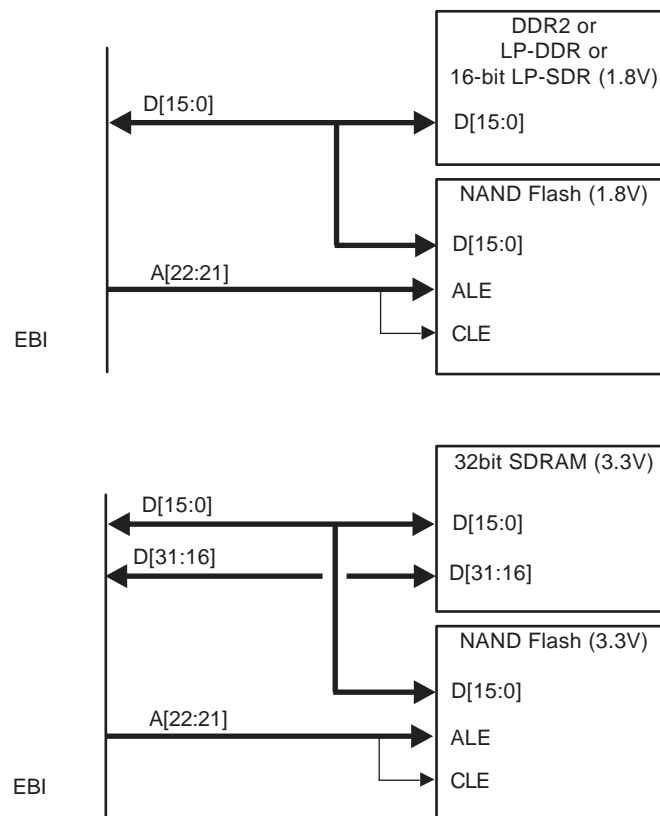 DDR2 or
LP-DDR or
16-bit LP-SDR (1.8V)
D[15:0]
D[15:0]
NAND Flash (1.8V)
D[15:0]
A[22:21]
ALE
EBI
CLE
32bit SDRAM (3.3V)
D[15:0]
D[15:0]
D[31:16]
D[31:16]
NAND Flash (3.3V)
D[15:0]
A[22:21]
ALE
EBI
CLE